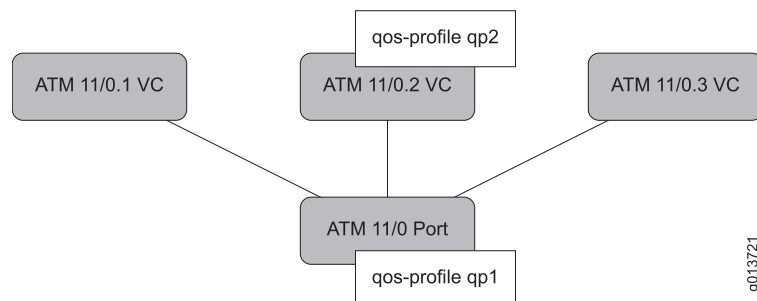 qos-profile qp2
ATM 11/0.1 VC
ATM 11/0.2 VC
ATM 11/0.3 VC
ATM 11/0 Port
qos-profile qp1
g013721